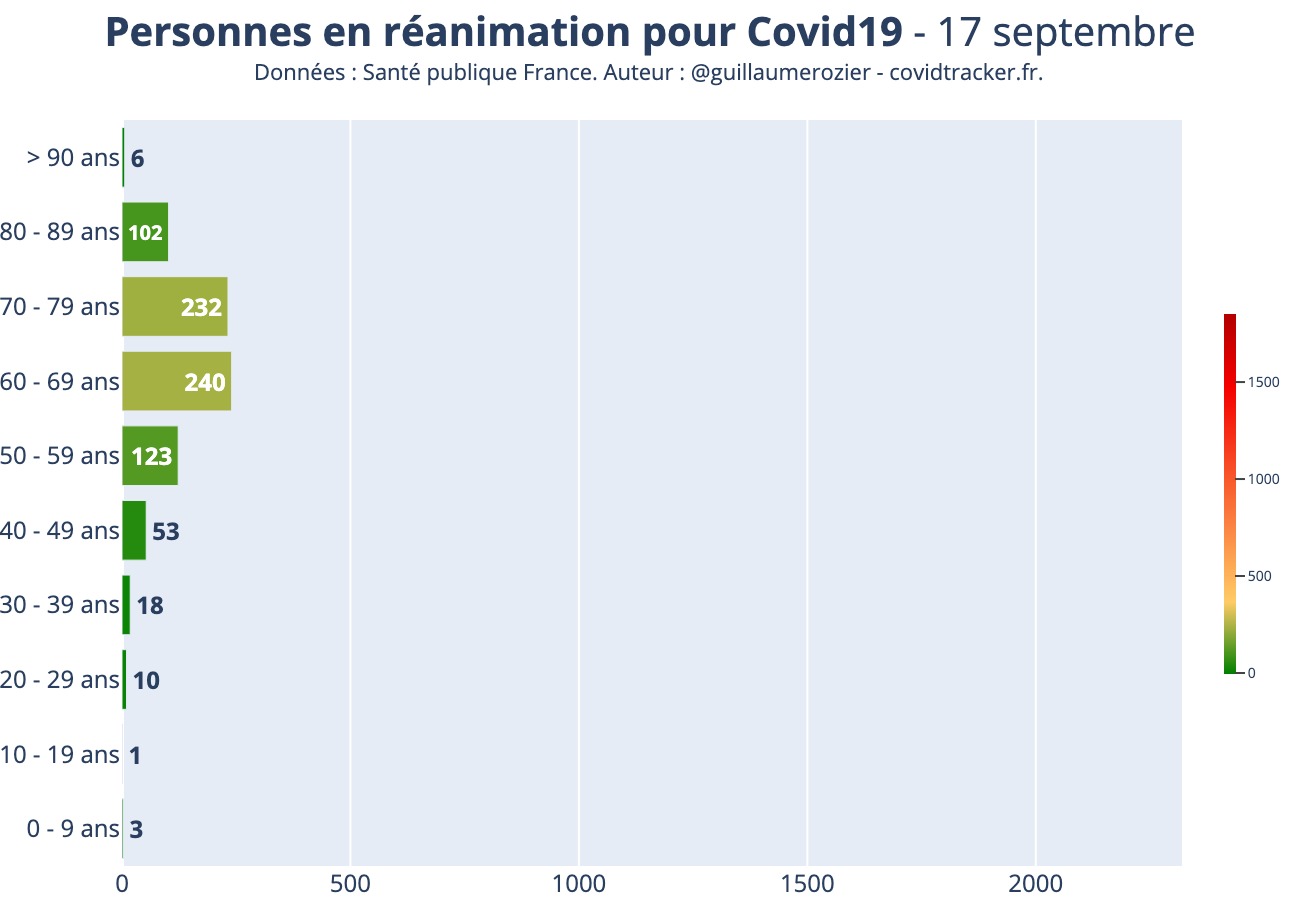 Personnes en réanimation pour Covid19 - 17 septembre
Données : Santé publique France. Auteur : @guillaumerozier - covidtracker.fr.
> 90 ans 6
80 - 89 ans 102
70 - 79 ans 232
60 - 69 ans 240
50 - 59 ans 123
40 - 49 ans 53
30 - 39 ans 18
20 - 29 ans 10
10 - 19 ans 1
0 - 9 ans 3
0 500 1000 1500 2000
1500
1000
500
0